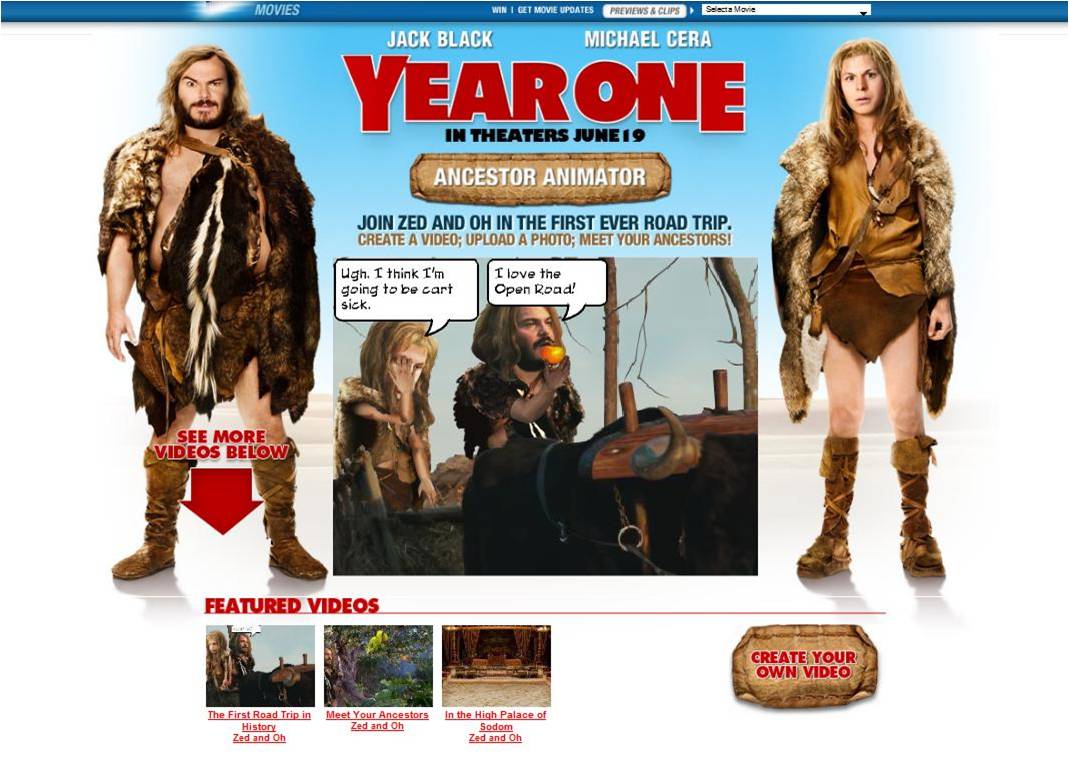 MOVIES
WIN | GET MOVIE UPDATES PREVIEWS & CLIPS Select a Movie
JACK BLACK MICHAEL CERA
YEAR ONE
IN THEATERS JUNE 19
ANCESTOR ANIMATOR
JOIN ZED AND OH IN THE FIRST EVER ROAD TRIP.
CREATE A VIDEO; UPLOAD A PHOTO; MEET YOUR ANCESTORS!
Ugh. I think I'm
going to be cart
sick.
I love the
Open Road!
SEE MORE
VIDEOS BELOW
FEATURED VIDEOS
The First Road Trip in
History
Zed and Oh
Meet Your Ancestors
Zed and Oh
In the High Palace of
Sodom
Zed and Oh
CREATE YOUR
OWN VIDEO